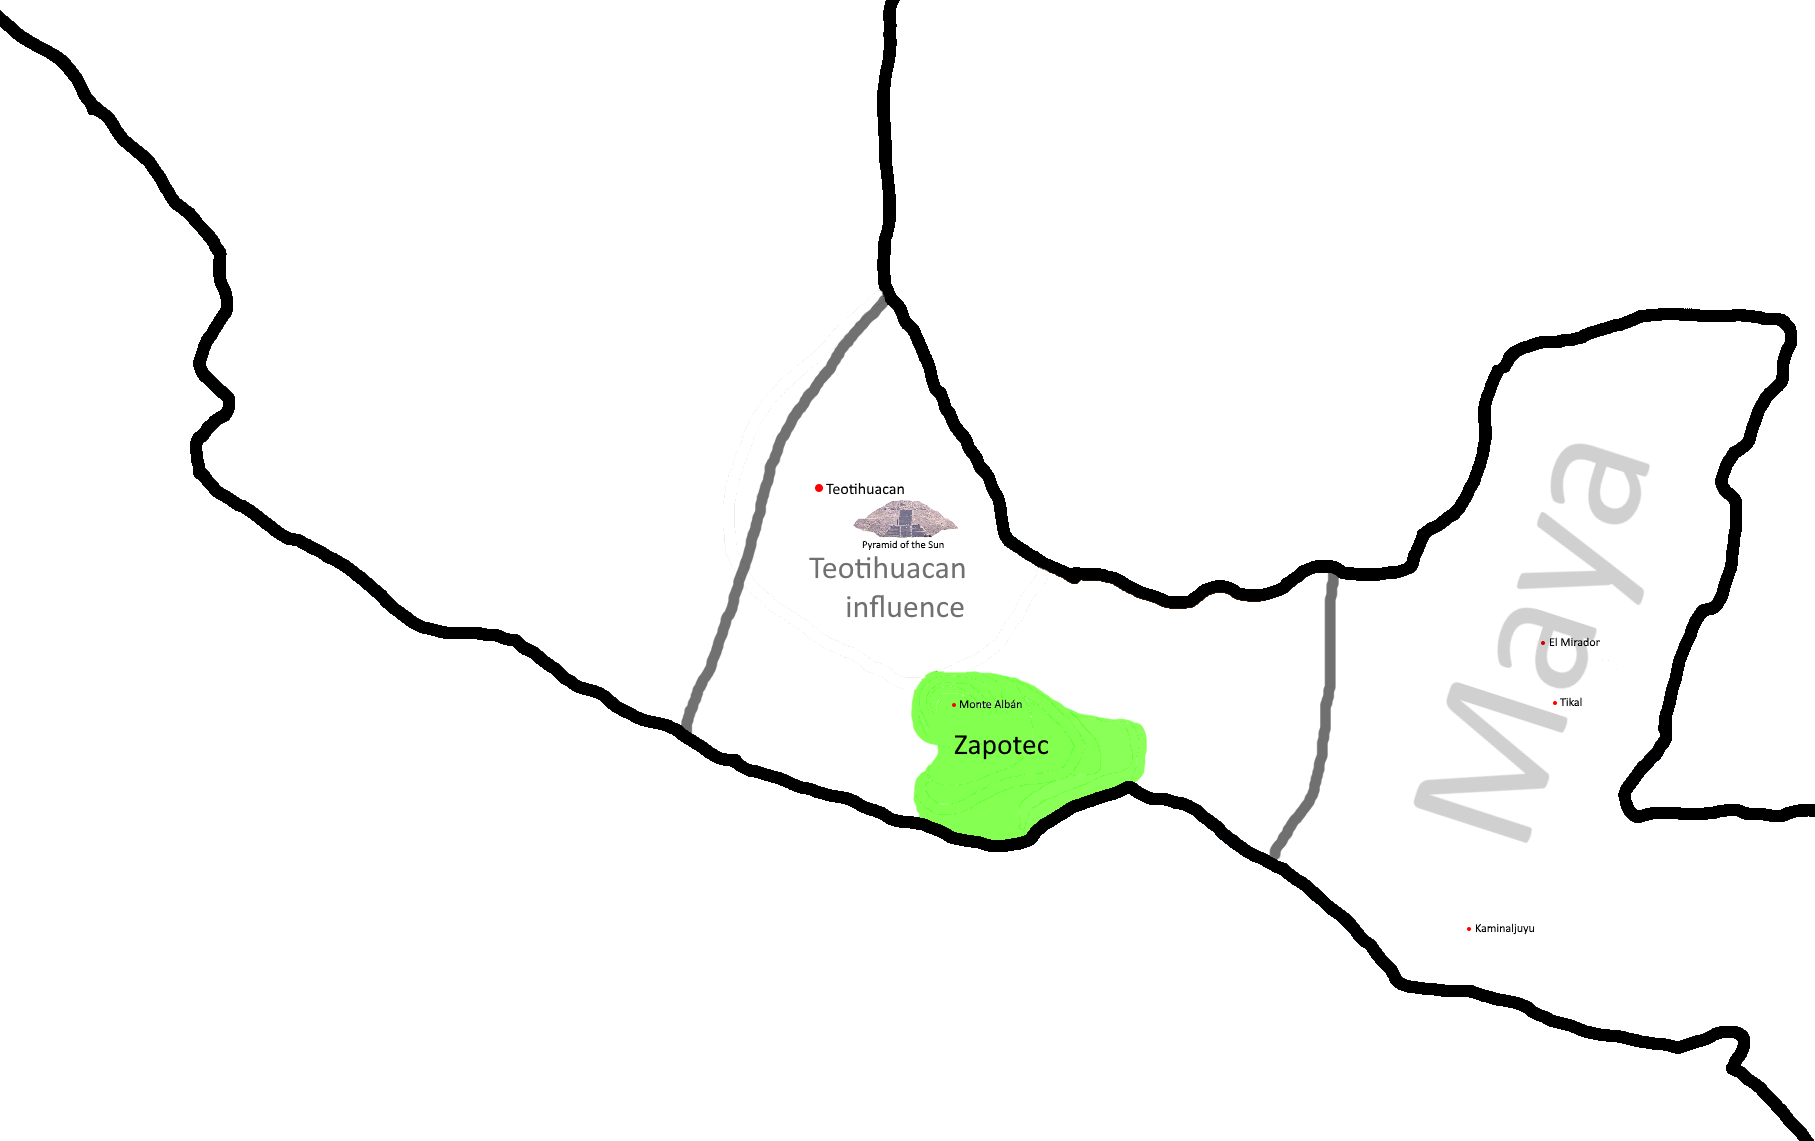 Teotihuacan
Pyramid of the Sun
Teotihuacan
influence
Monte Albán
Zapotec
Maya
El Mirador
Tikal
Kaminaljuyu